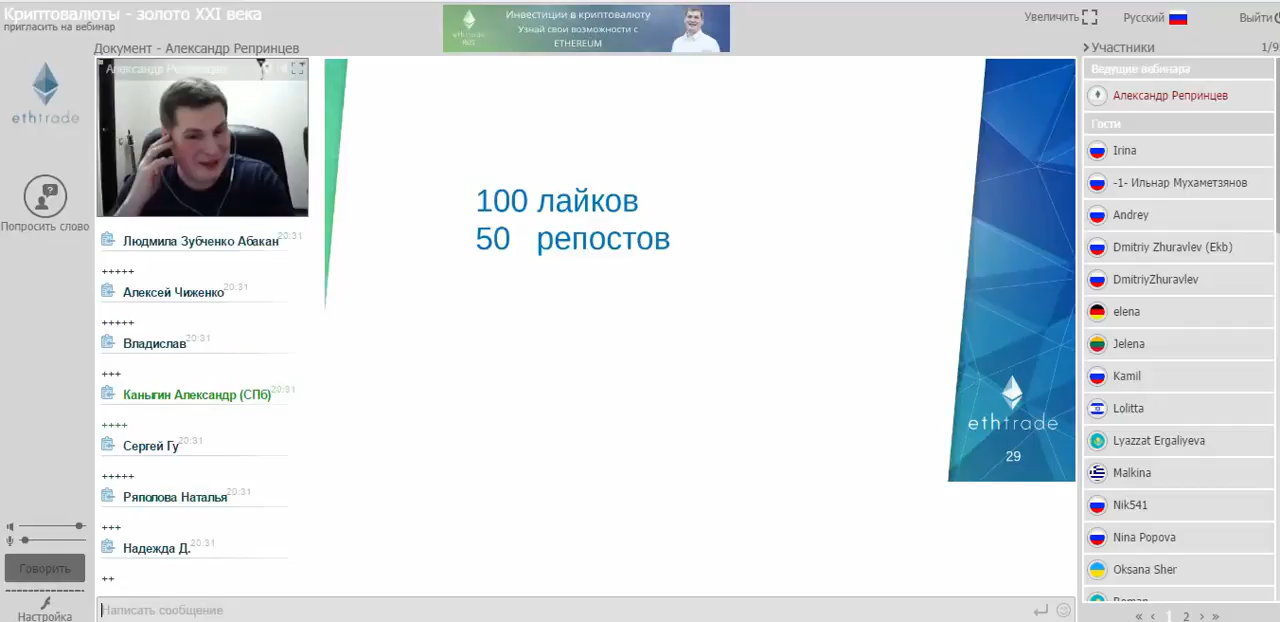 Криптовалюты - золото XXI века
пригласить на вебинар
ethtrade
Инвестиции в криптовалюту
Узнай свои возможности с
ETHEREUM
Увеличить
Русский
Выйти
Документ - Александр Репринцев
Участники 1/9
ethtrade
Попросить слово
Говорить
Настройка
Александр Репринцев
Людмила Зубченко Абакан 20:31
+++++
Алексей Чиженко 20:31
+++++
Владислав 20:31
+++
Каныгин Александр (СПб) 20:31
++++
Сергей Гу 20:31
+++++
Ряполова Наталья 20:31
+++
Надежда Д. 20:31
++
Написать сообщение
100 лайков
50 репостов
ethtrade
29
Ведущие вебинара
Александр Репринцев
Гости
Irina
-1- Ильнар Мухаметзянов
Andrey
Dmitriy Zhuravlev (Ekb)
DmitriyZhuravlev
elena
Jelena
Kamil
Lolitta
Lyazzat Ergaliyeva
Malkina
Nik541
Nina Popova
Oksana Sher
Roman
« ‹ 1 2 › »